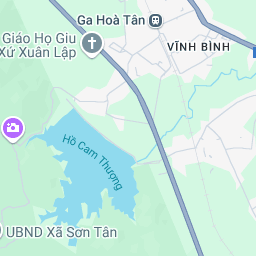 Ga Hoà Tân
Giáo Họ Giu
Xứ Xuân Lập
VĨNH BÌNH
Hồ Cam Thượng
UBND Xã Sơn Tân